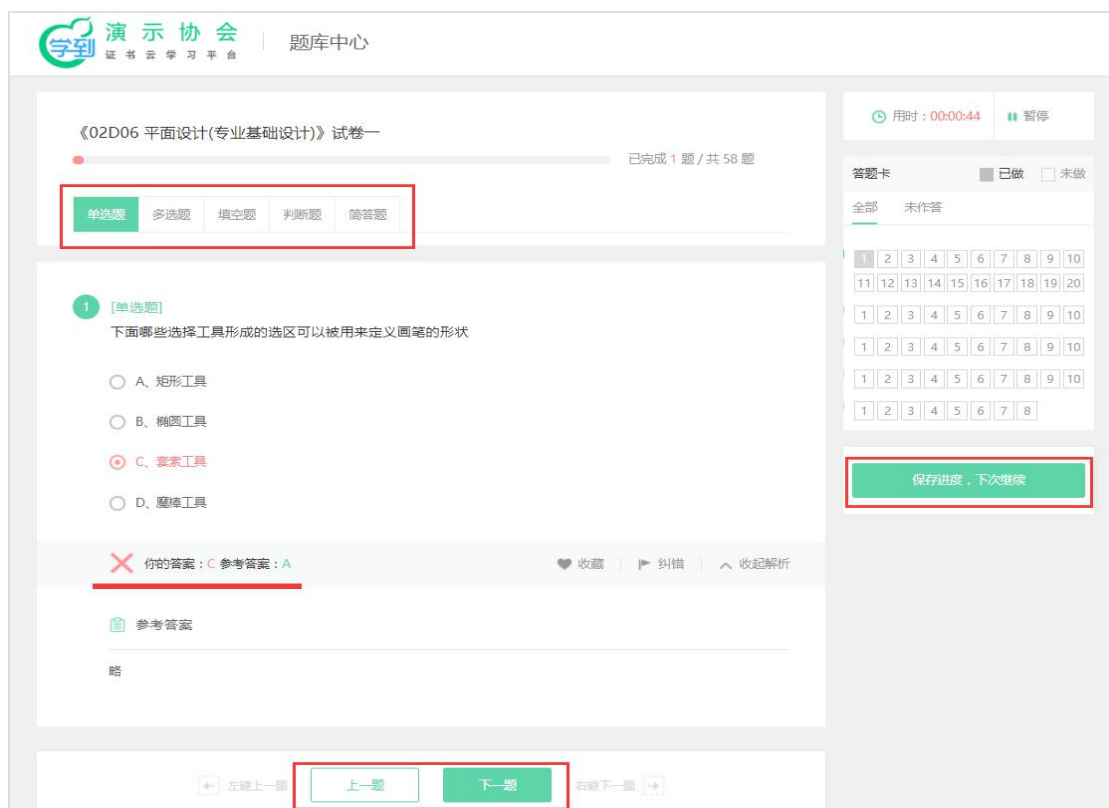 学到 演示协会
证书云学习平台
题库中心
《02D06 平面设计(专业基础设计)》试卷一
已完成 1 题 / 共 58 题
单选题 多选题 填空题 判断题 简答题
1 [单选题]
下面哪些选择工具形成的选区可以被用来定义画笔的形状
A、矩形工具
B、椭圆工具
C、套索工具
D、魔棒工具
你的答案：C 参考答案：A 收藏 纠错 收起解析
参考答案
略
左键上一题 上一题 下一题 右键下一题
用时：00:00:44 暂停
答题卡 已做 未做
全部 未作答
1 2 3 4 5 6 7 8 9 10
11 12 13 14 15 16 17 18 19 20
1 2 3 4 5 6 7 8 9 10
1 2 3 4 5 6 7 8 9 10
1 2 3 4 5 6 7 8 9 10
1 2 3 4 5 6 7 8
保存进度，下次继续